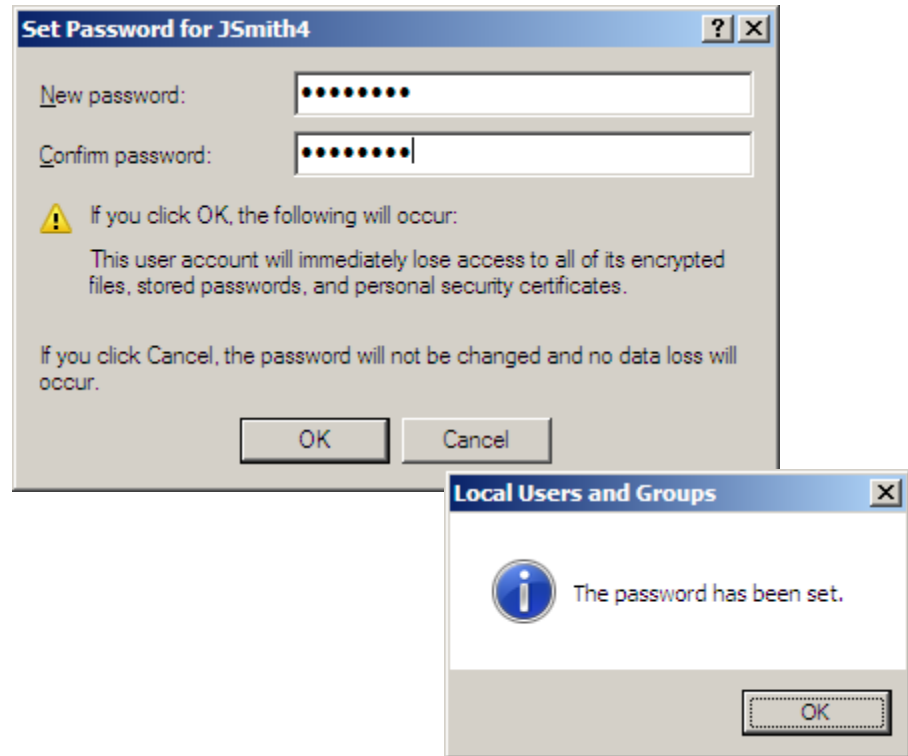 Set Password for JSmith4
New password: ••••••••
Confirm password: ••••••••
If you click OK, the following will occur:
This user account will immediately lose access to all of its encrypted
files, stored passwords, and personal security certificates.
If you click Cancel, the password will not be changed and no data loss will
occur.
OK Cancel
Local Users and Groups
The password has been set.
OK